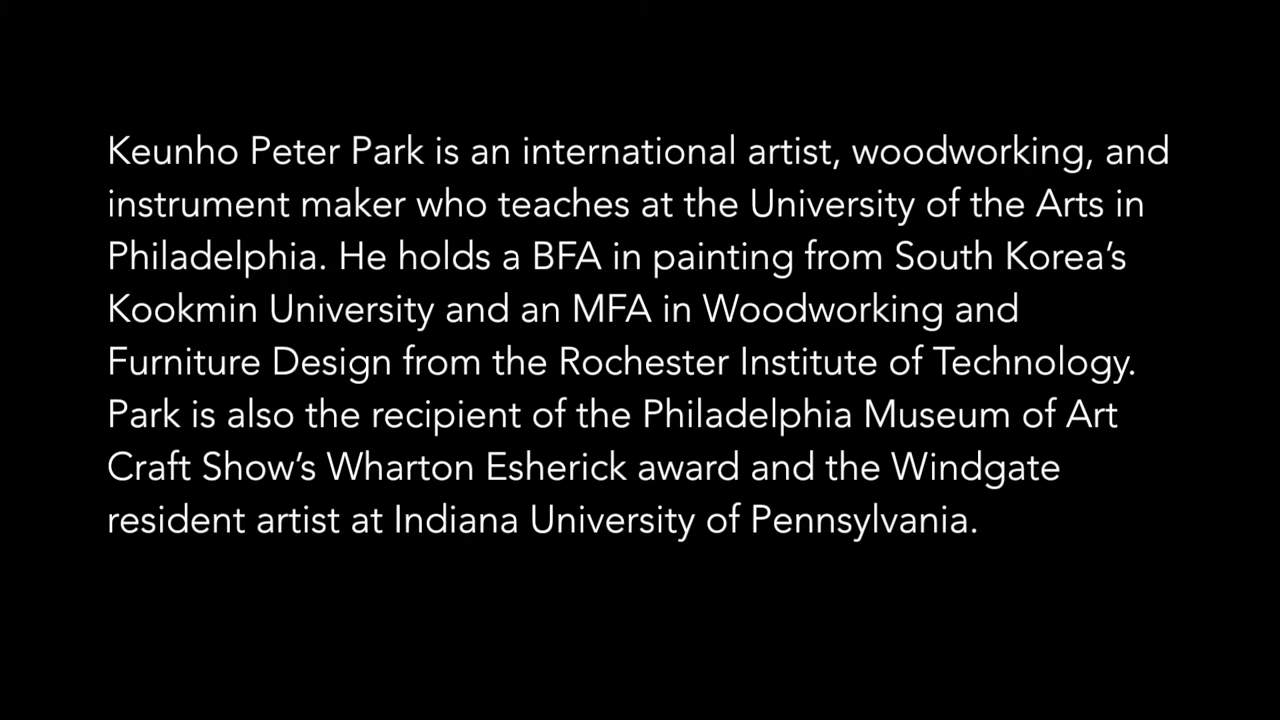 Keunho Peter Park is an international artist, woodworking, and
instrument maker who teaches at the University of the Arts in
Philadelphia. He holds a BFA in painting from South Korea’s
Kookmin University and an MFA in Woodworking and
Furniture Design from the Rochester Institute of Technology.
Park is also the recipient of the Philadelphia Museum of Art
Craft Show’s Wharton Esherick award and the Windgate
resident artist at Indiana University of Pennsylvania.